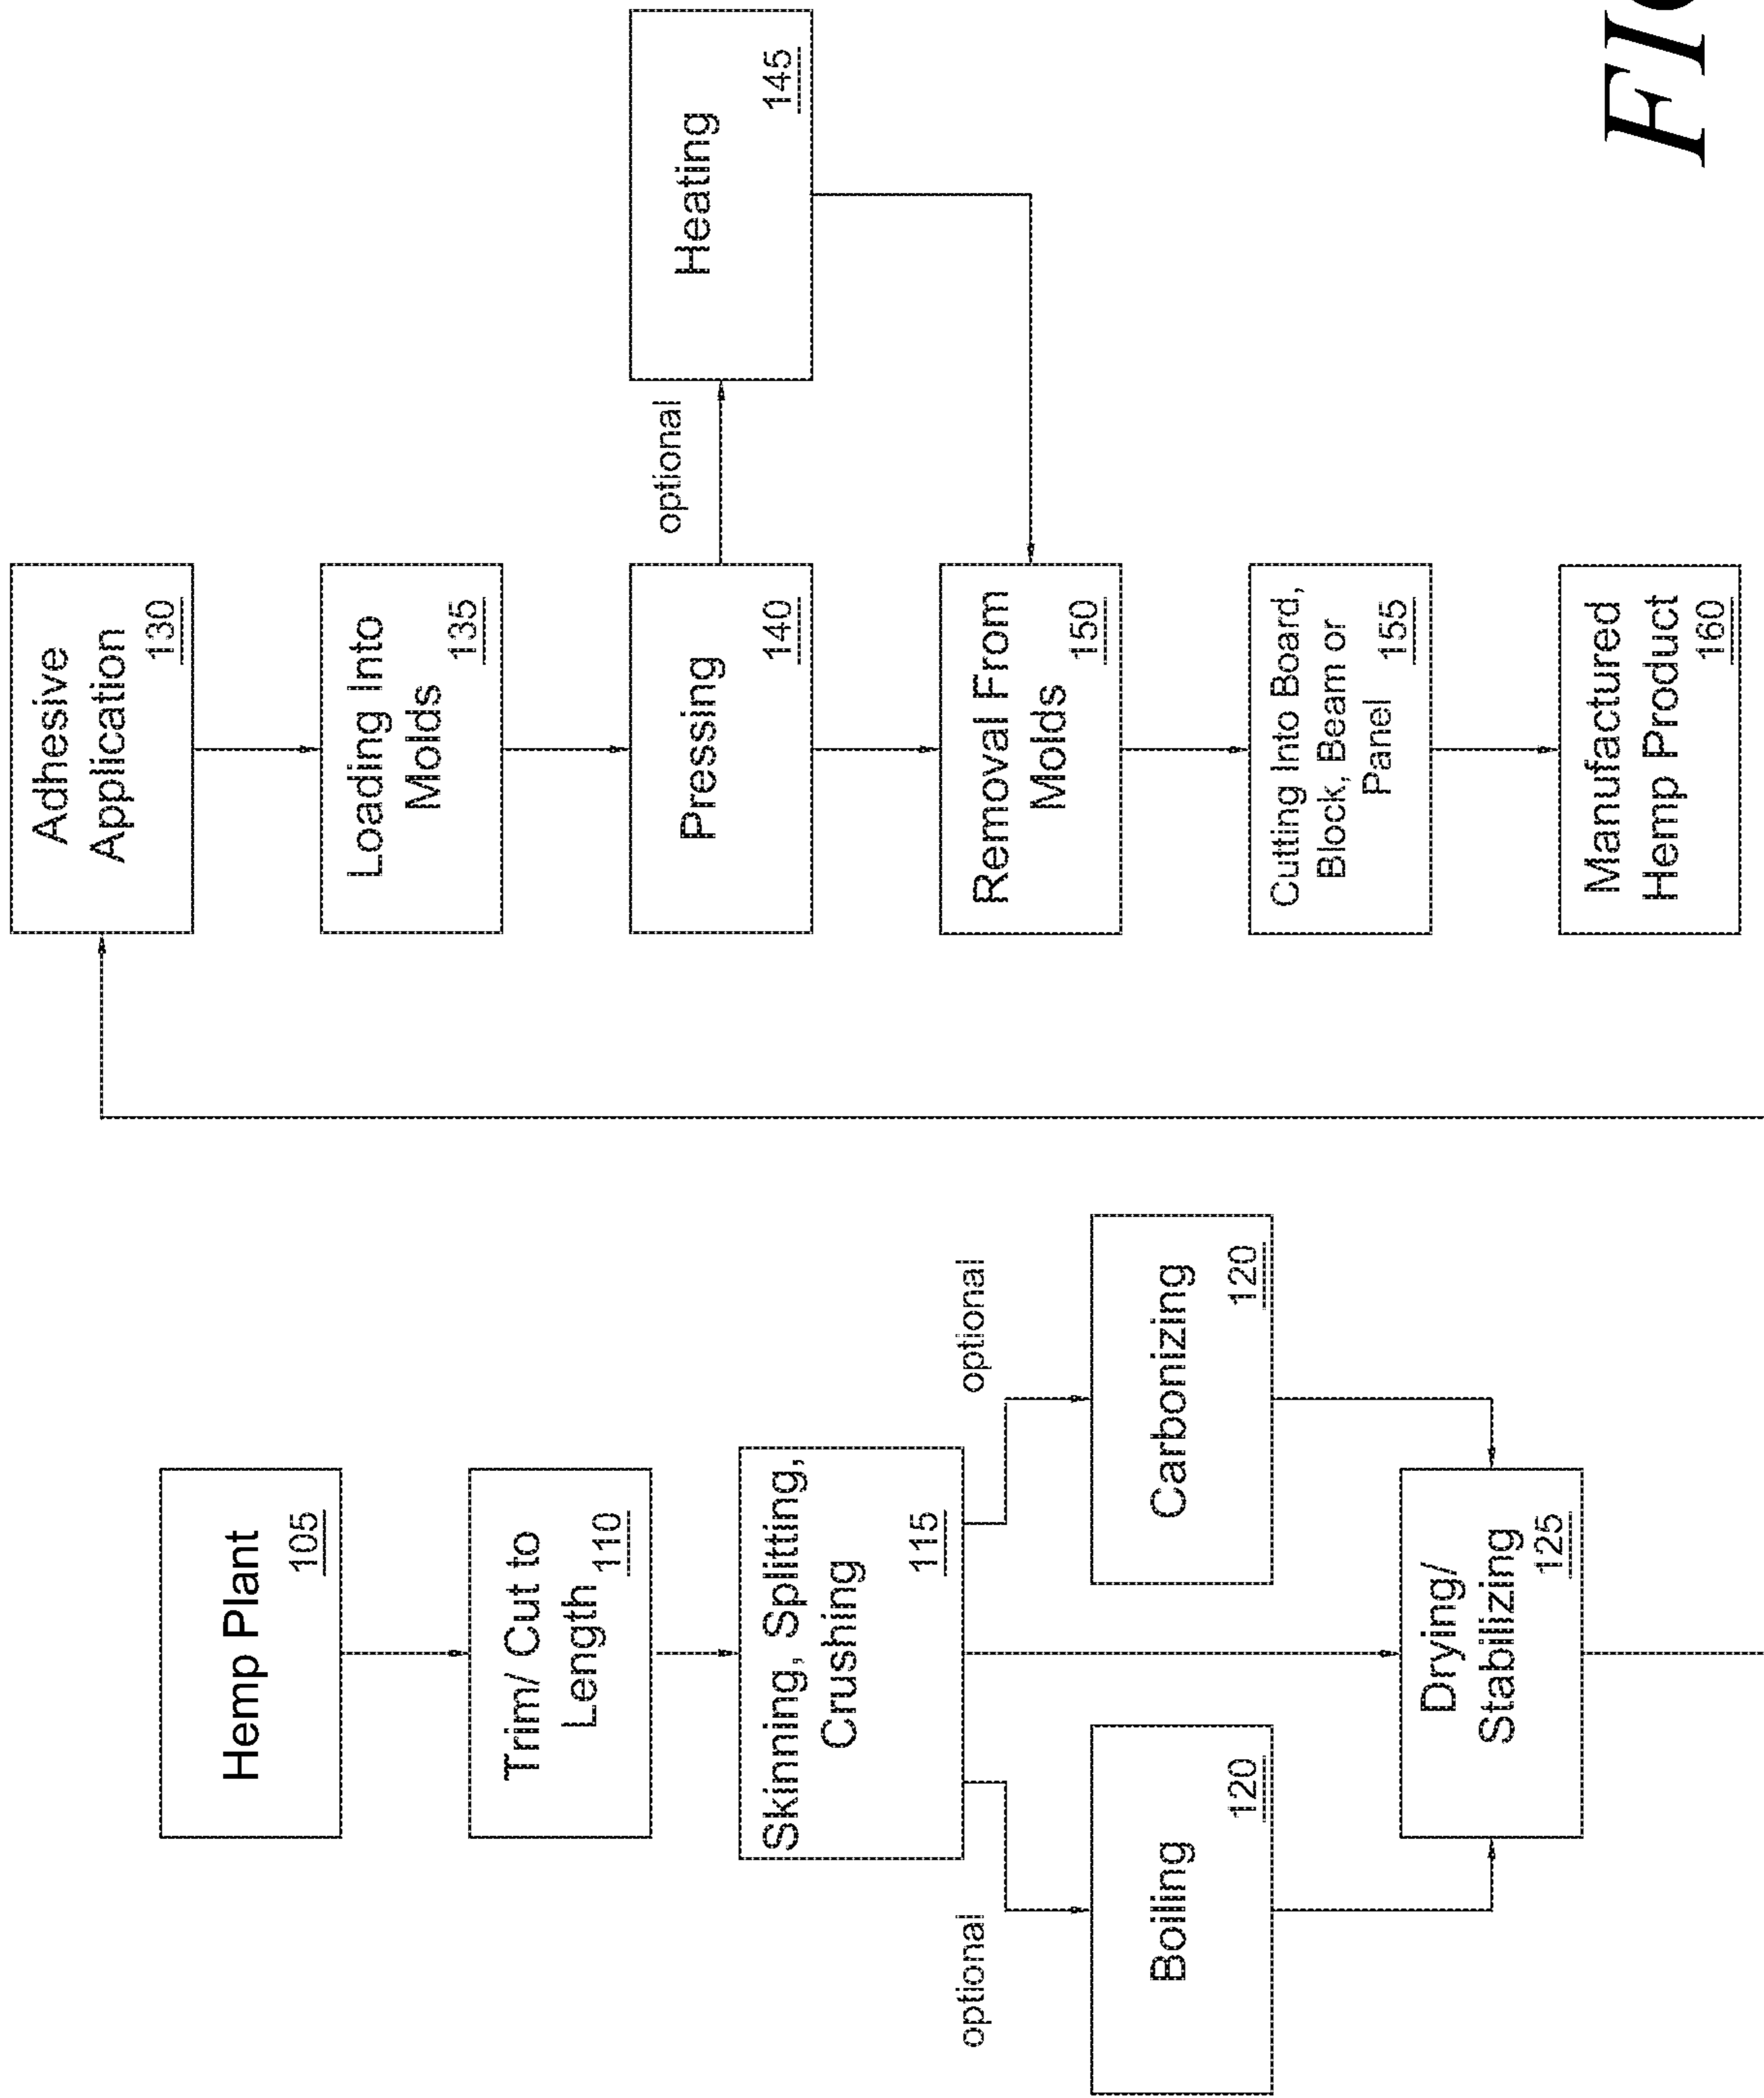 Hemp Plant
105
Trim/ Cut to
Length
110
Skinning, Splitting,
Crushing
115
optional
optional
Boiling
120
Carbonizing
120
Drying/
Stabilizing
125
Adhesive
Application
130
Loading Into
Molds
135
Pressing
140
optional
Heating
145
Removal From
Molds
150
Cutting Into Board,
Block, Beam or
Panel
155
Manufactured
Hemp Product
160